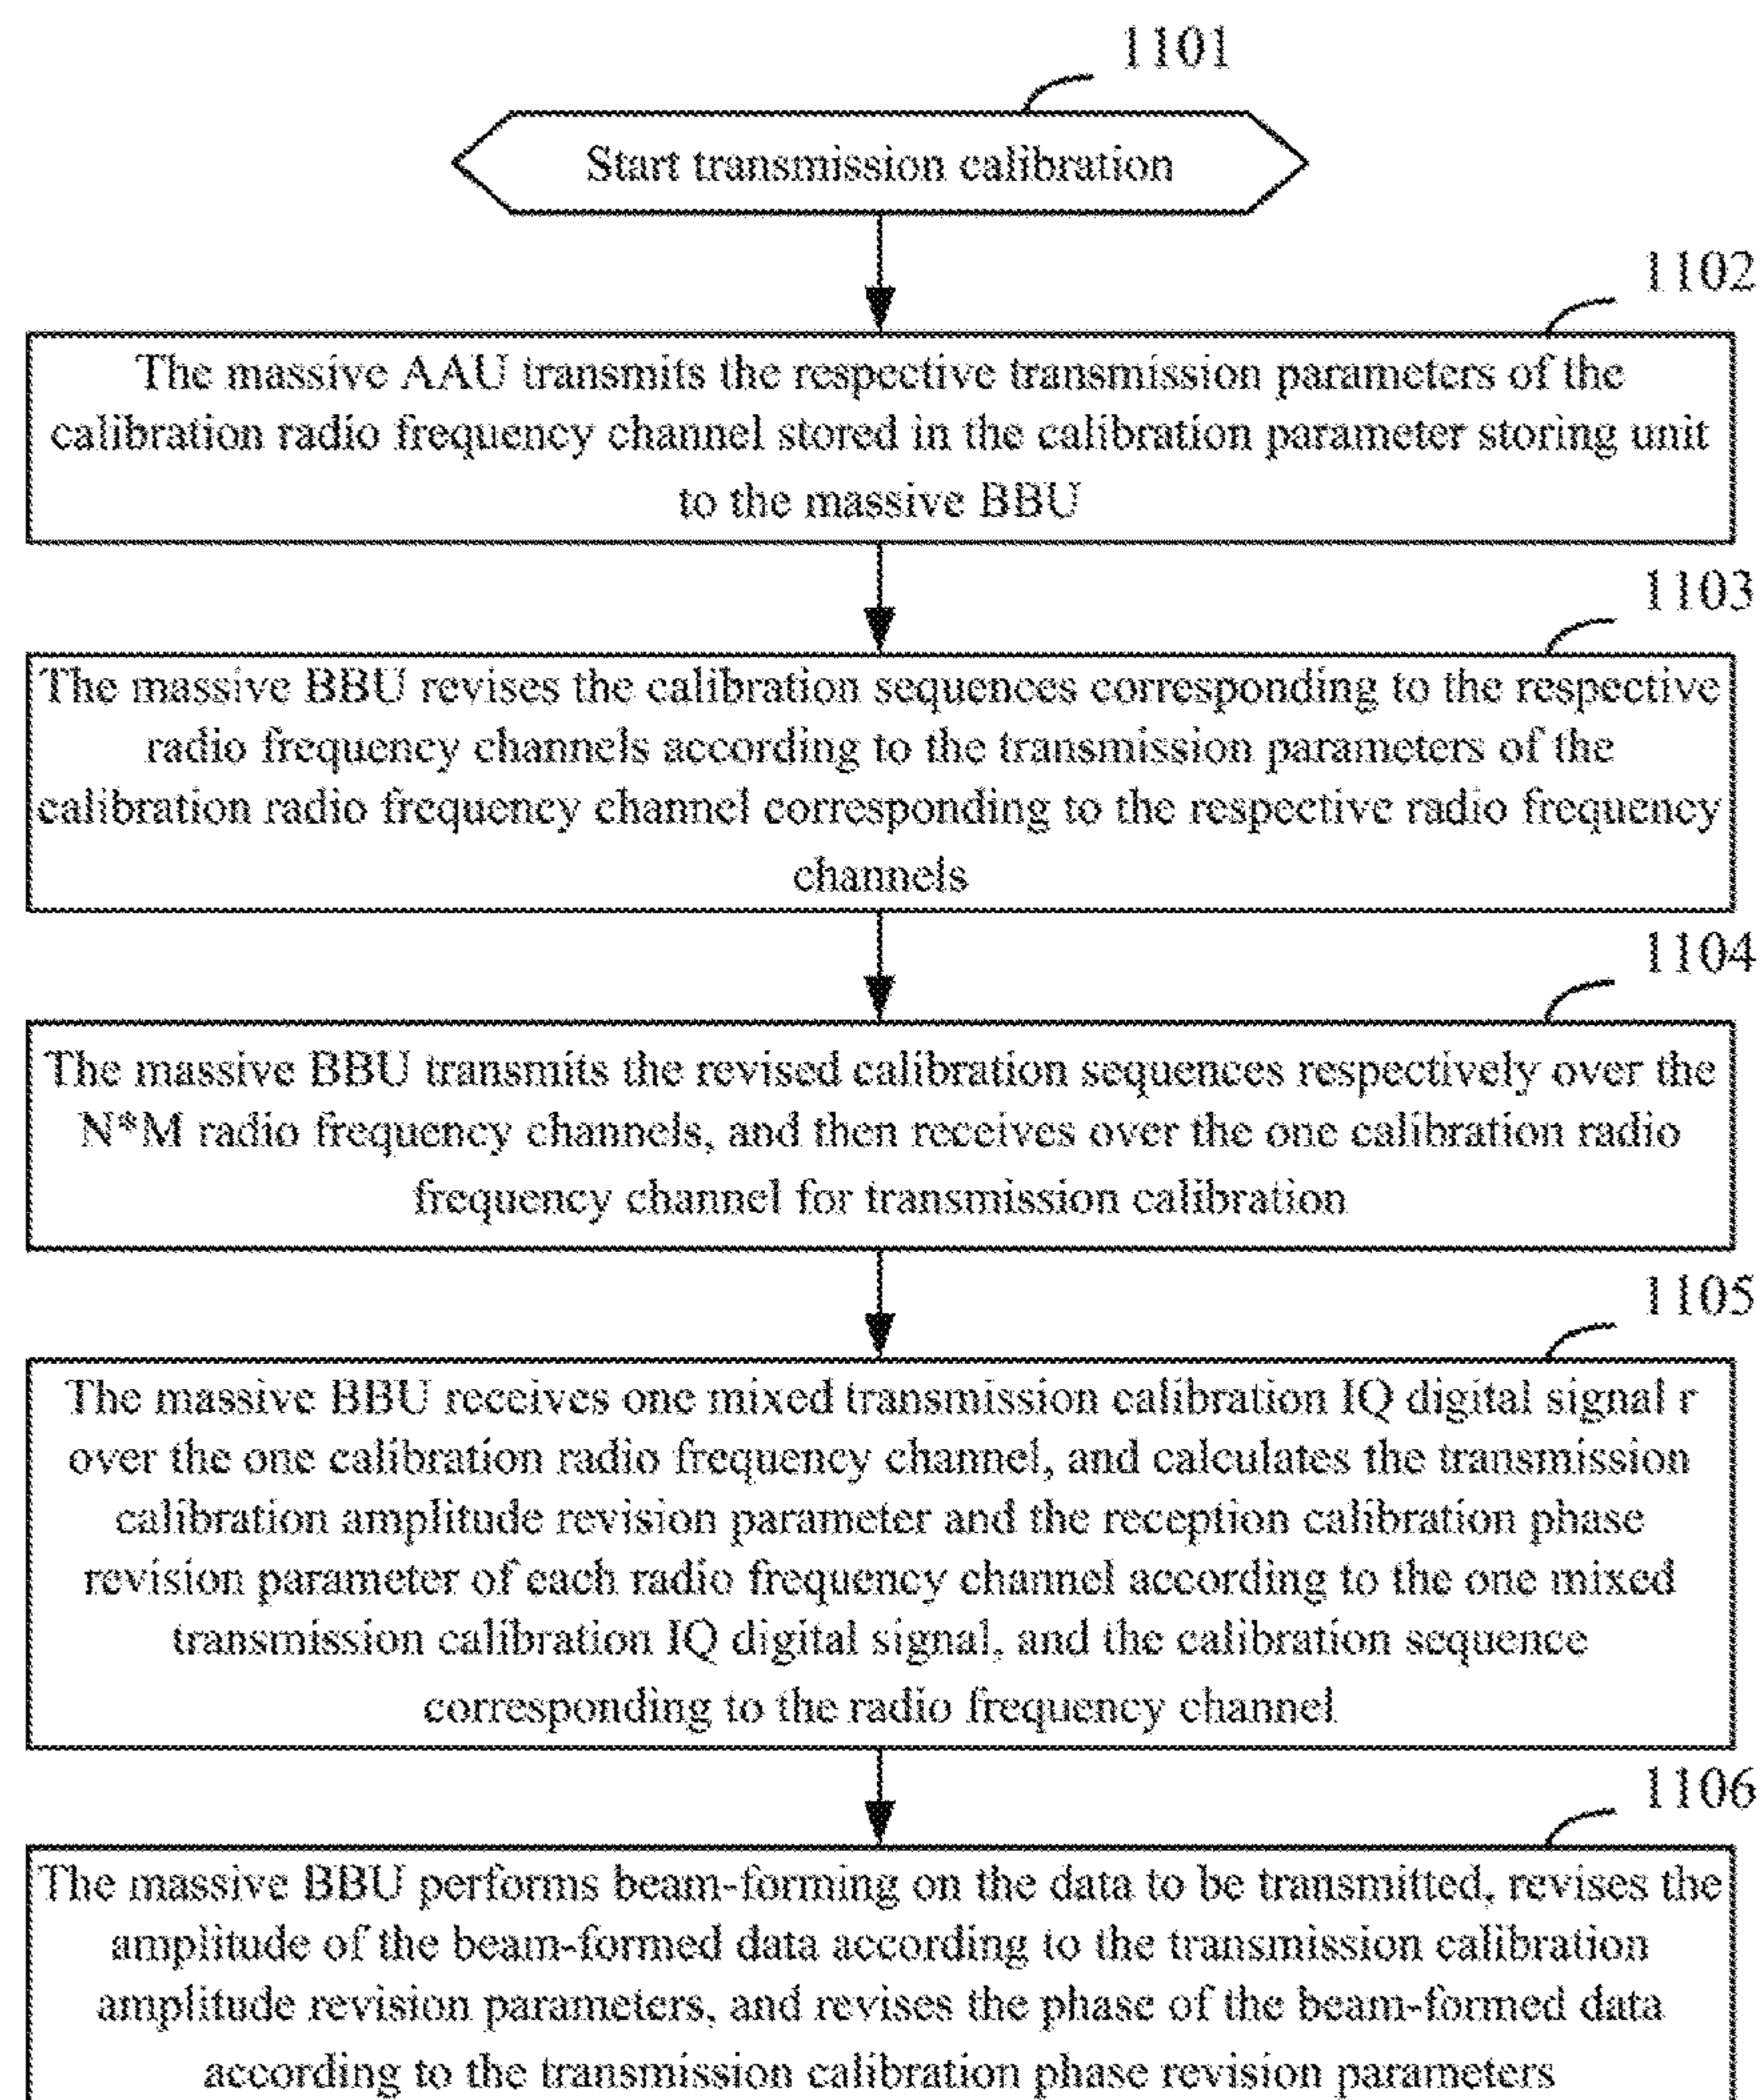 1101
Start transmission calibration
1102
The massive AAU transmits the respective transmission parameters of the
calibration radio frequency channel stored in the calibration parameter storing unit
to the massive BBU
1103
The massive BBU revises the calibration sequences corresponding to the respective
radio frequency channels according to the transmission parameters of the
calibration radio frequency channel corresponding to the respective radio frequency
channels
1104
The massive BBU transmits the revised calibration sequences respectively over the
N*M radio frequency channels, and then receives over the one calibration radio
frequency channel for transmission calibration
1105
The massive BBU receives one mixed transmission calibration IQ digital signal r
over the one calibration radio frequency channel, and calculates the transmission
calibration amplitude revision parameter and the reception calibration phase
revision parameter of each radio frequency channel according to the one mixed
transmission calibration IQ digital signal, and the calibration sequence
corresponding to the radio frequency channel
1106
The massive BBU performs beam-forming on the data to be transmitted, revises the
amplitude of the beam-formed data according to the transmission calibration
amplitude revision parameters, and revises the phase of the beam-formed data
according to the transmission calibration phase revision parameters